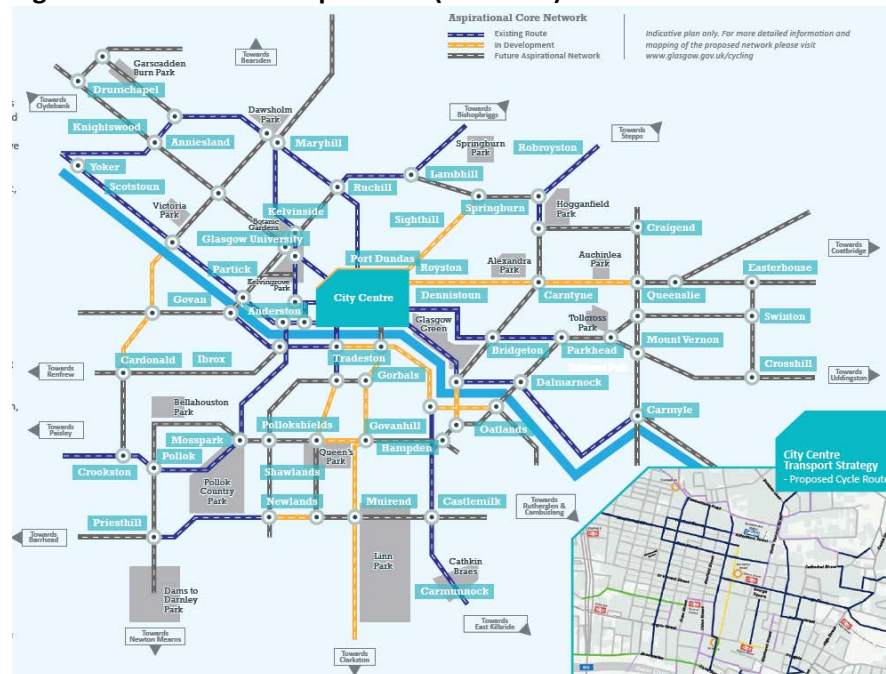 Aspirational Core Network
Existing Route
In Development
Future Aspirational Network
Indicative plan only. For more detailed information and
mapping of the proposed network please visit
www.glasgow.gov.uk/cycling
Towards
Bearsden
Garscadden
Burn Park
Drumchapel
Towards
Clydebank
Dawsholm
Park
Towards
Bishopbriggs
Towards
Stepps
Knightswood
Anniesland
Maryhill
Springburn
Park
Robroyston
Yoker
Lambhill
Scotstoun
Ruchill
Springburn
Victoria
Park
Kelvinside
Hogganfield
Park
Botanic
Gardens
Sighthill
Craigend
Glasgow University
Port Dundas
Auchinlea
Park
Towards
Coatbridge
Partick
Royston
Alexandra
Park
Easterhouse
Kelvingrove
Park
City Centre
Dennistoun
Carntyne
Queenslie
Govan
Anderston
Glasgow
Green
Tollcross
Park
Swinton
Cardonald
Ibrox
Tradeston
Bridgeton
Parkhead
Mount Vernon
Towards
Renfrew
Gorbals
Dalmarnock
Crosshill
Towards
Uddingston
Bellahouston
Park
Carmyle
Towards
Paisley
Mosspark
Pollokshields
Govanhill
Oatlands
Pollok
Queen's
Park
Hampden
Crookston
Pollok
Country
Park
Shawlands
City Centre
Transport Strategy
- Proposed Cycle Route
Newlands
Muirend
Castlemilk
Priesthill
Towards
Rutherglen &
Cambuslang
Towards
Barrhead
Linn
Park
Cathkin
Braes
Dams to
Darnley
Park
Carmunnock
Towards
Newton Mearns
Towards
East Kilbride
Towards
Clarkston